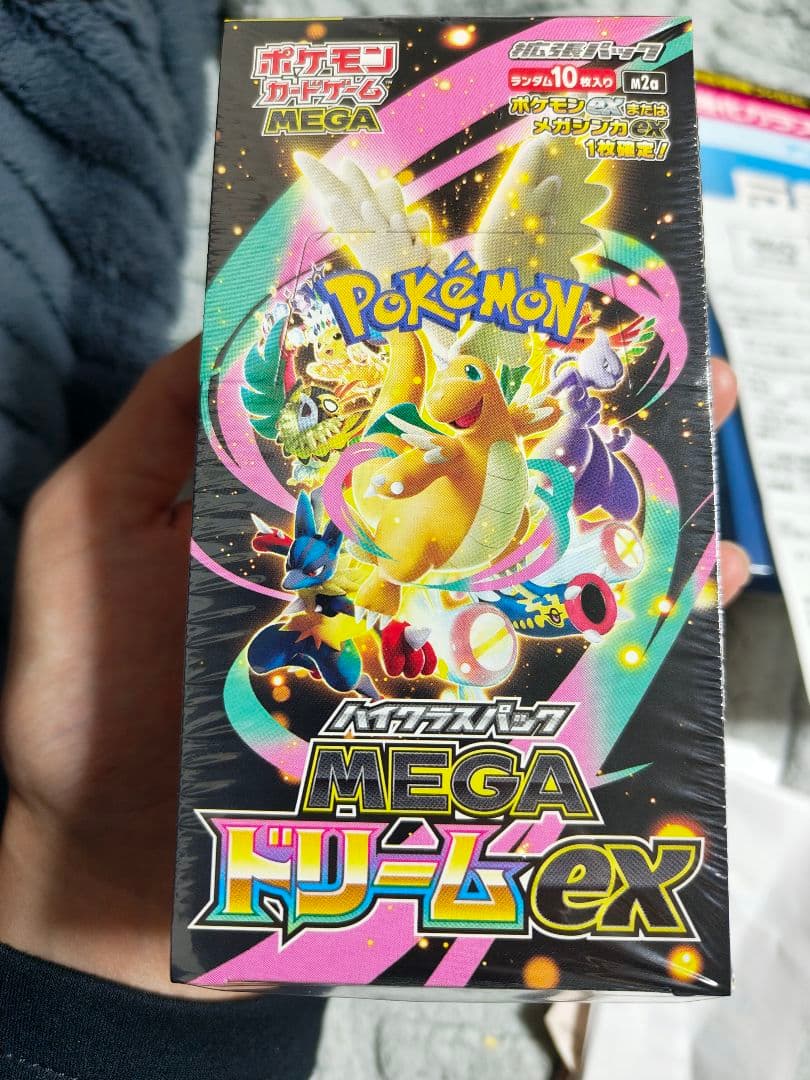 ポケモン
カードゲーム
MEGA
拡張パック
ランダム10枚入り
M2a
ポケモンexまたは
メガシンカex
1枚確定!
POKÉMON
ハイクラスパック
MEGA
ドリームex